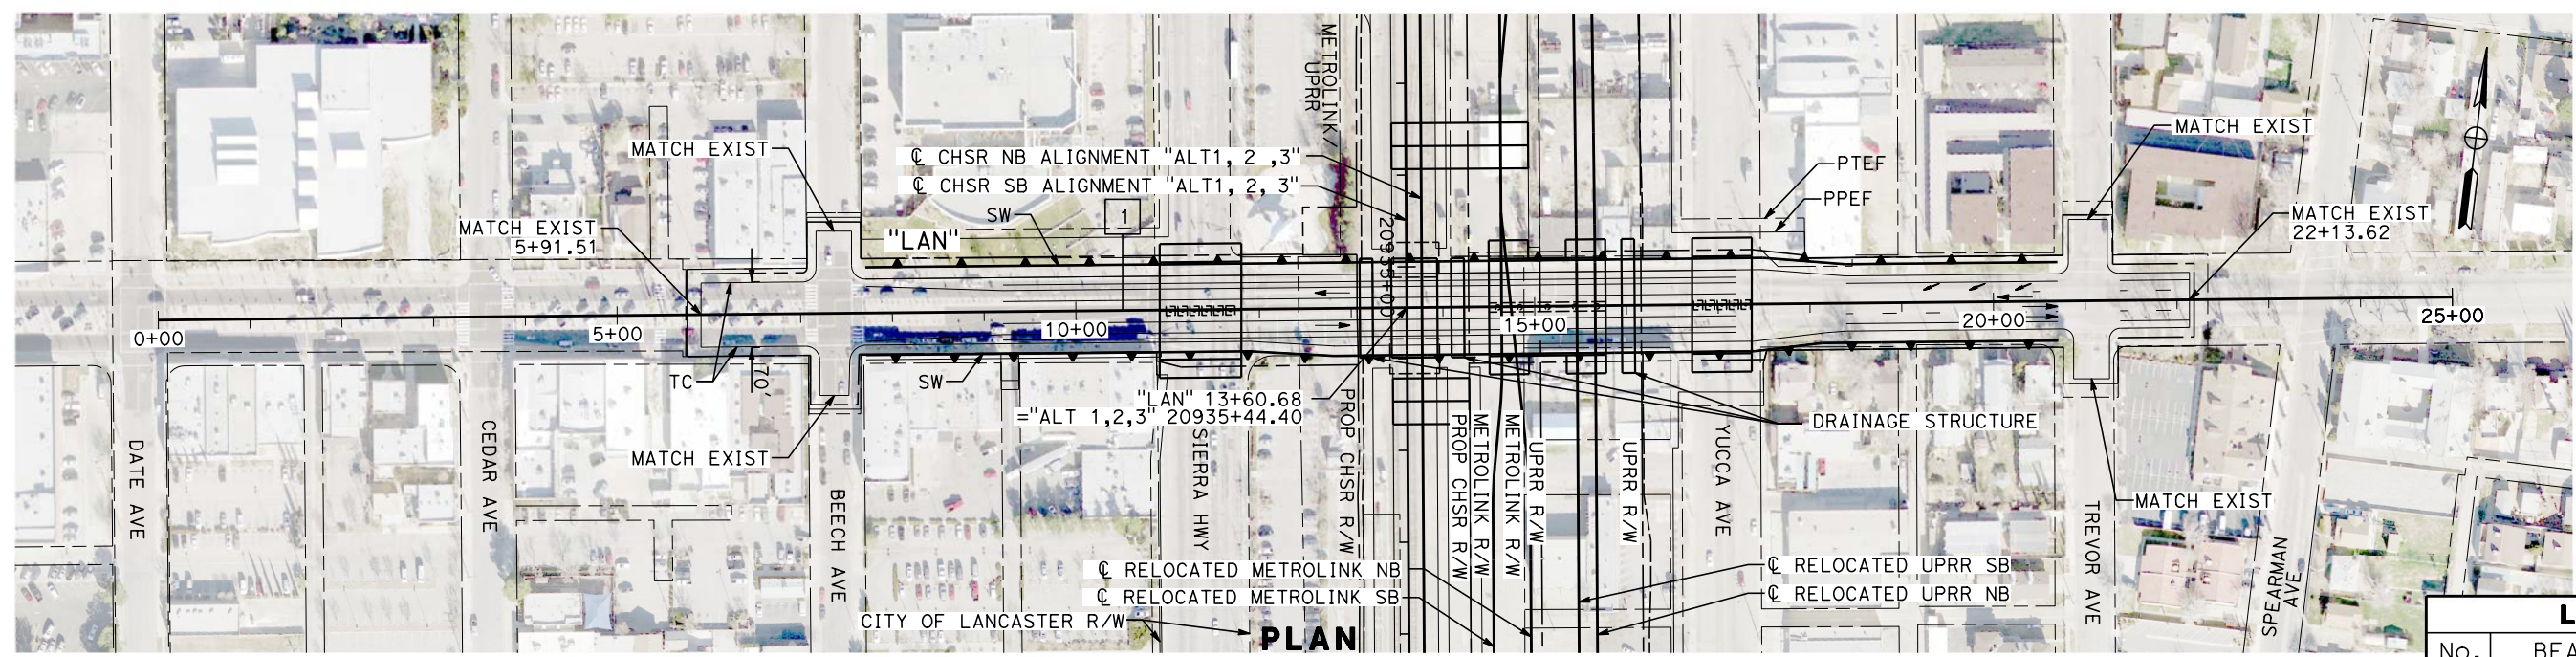 METROLINK/
UPRR
MATCH EXIST
MATCH EXIST
5+91.51
"LAN"
SW
1
℄ CHSR NB ALIGNMENT "ALT1, 2 ,3"
℄ CHSR SB ALIGNMENT "ALT1, 2, 3"
20935+00
PTEF
PPEF
MATCH EXIST
MATCH EXIST
22+13.62
0+00
5+00
10+00
15+00
20+00
25+00
TC
70'
SW
MATCH EXIST
"LAN" 13+60.68
="ALT 1,2,3" 20935+44.40
DRAINAGE STRUCTURE
MATCH EXIST
DATE AVE
CEDAR AVE
BEECH AVE
SIERRA HWY
PROP CHSR R/W
PROP CHSR R/W
METROLINK R/W
METROLINK R/W
UPRR R/W
UPRR R/W
YUCCA AVE
TREVOR AVE
SPEARMAN
AVE
℄ RELOCATED METROLINK NB
℄ RELOCATED METROLINK SB
℄ RELOCATED UPRR SB
℄ RELOCATED UPRR NB
CITY OF LANCASTER R/W
PLAN
L
No.